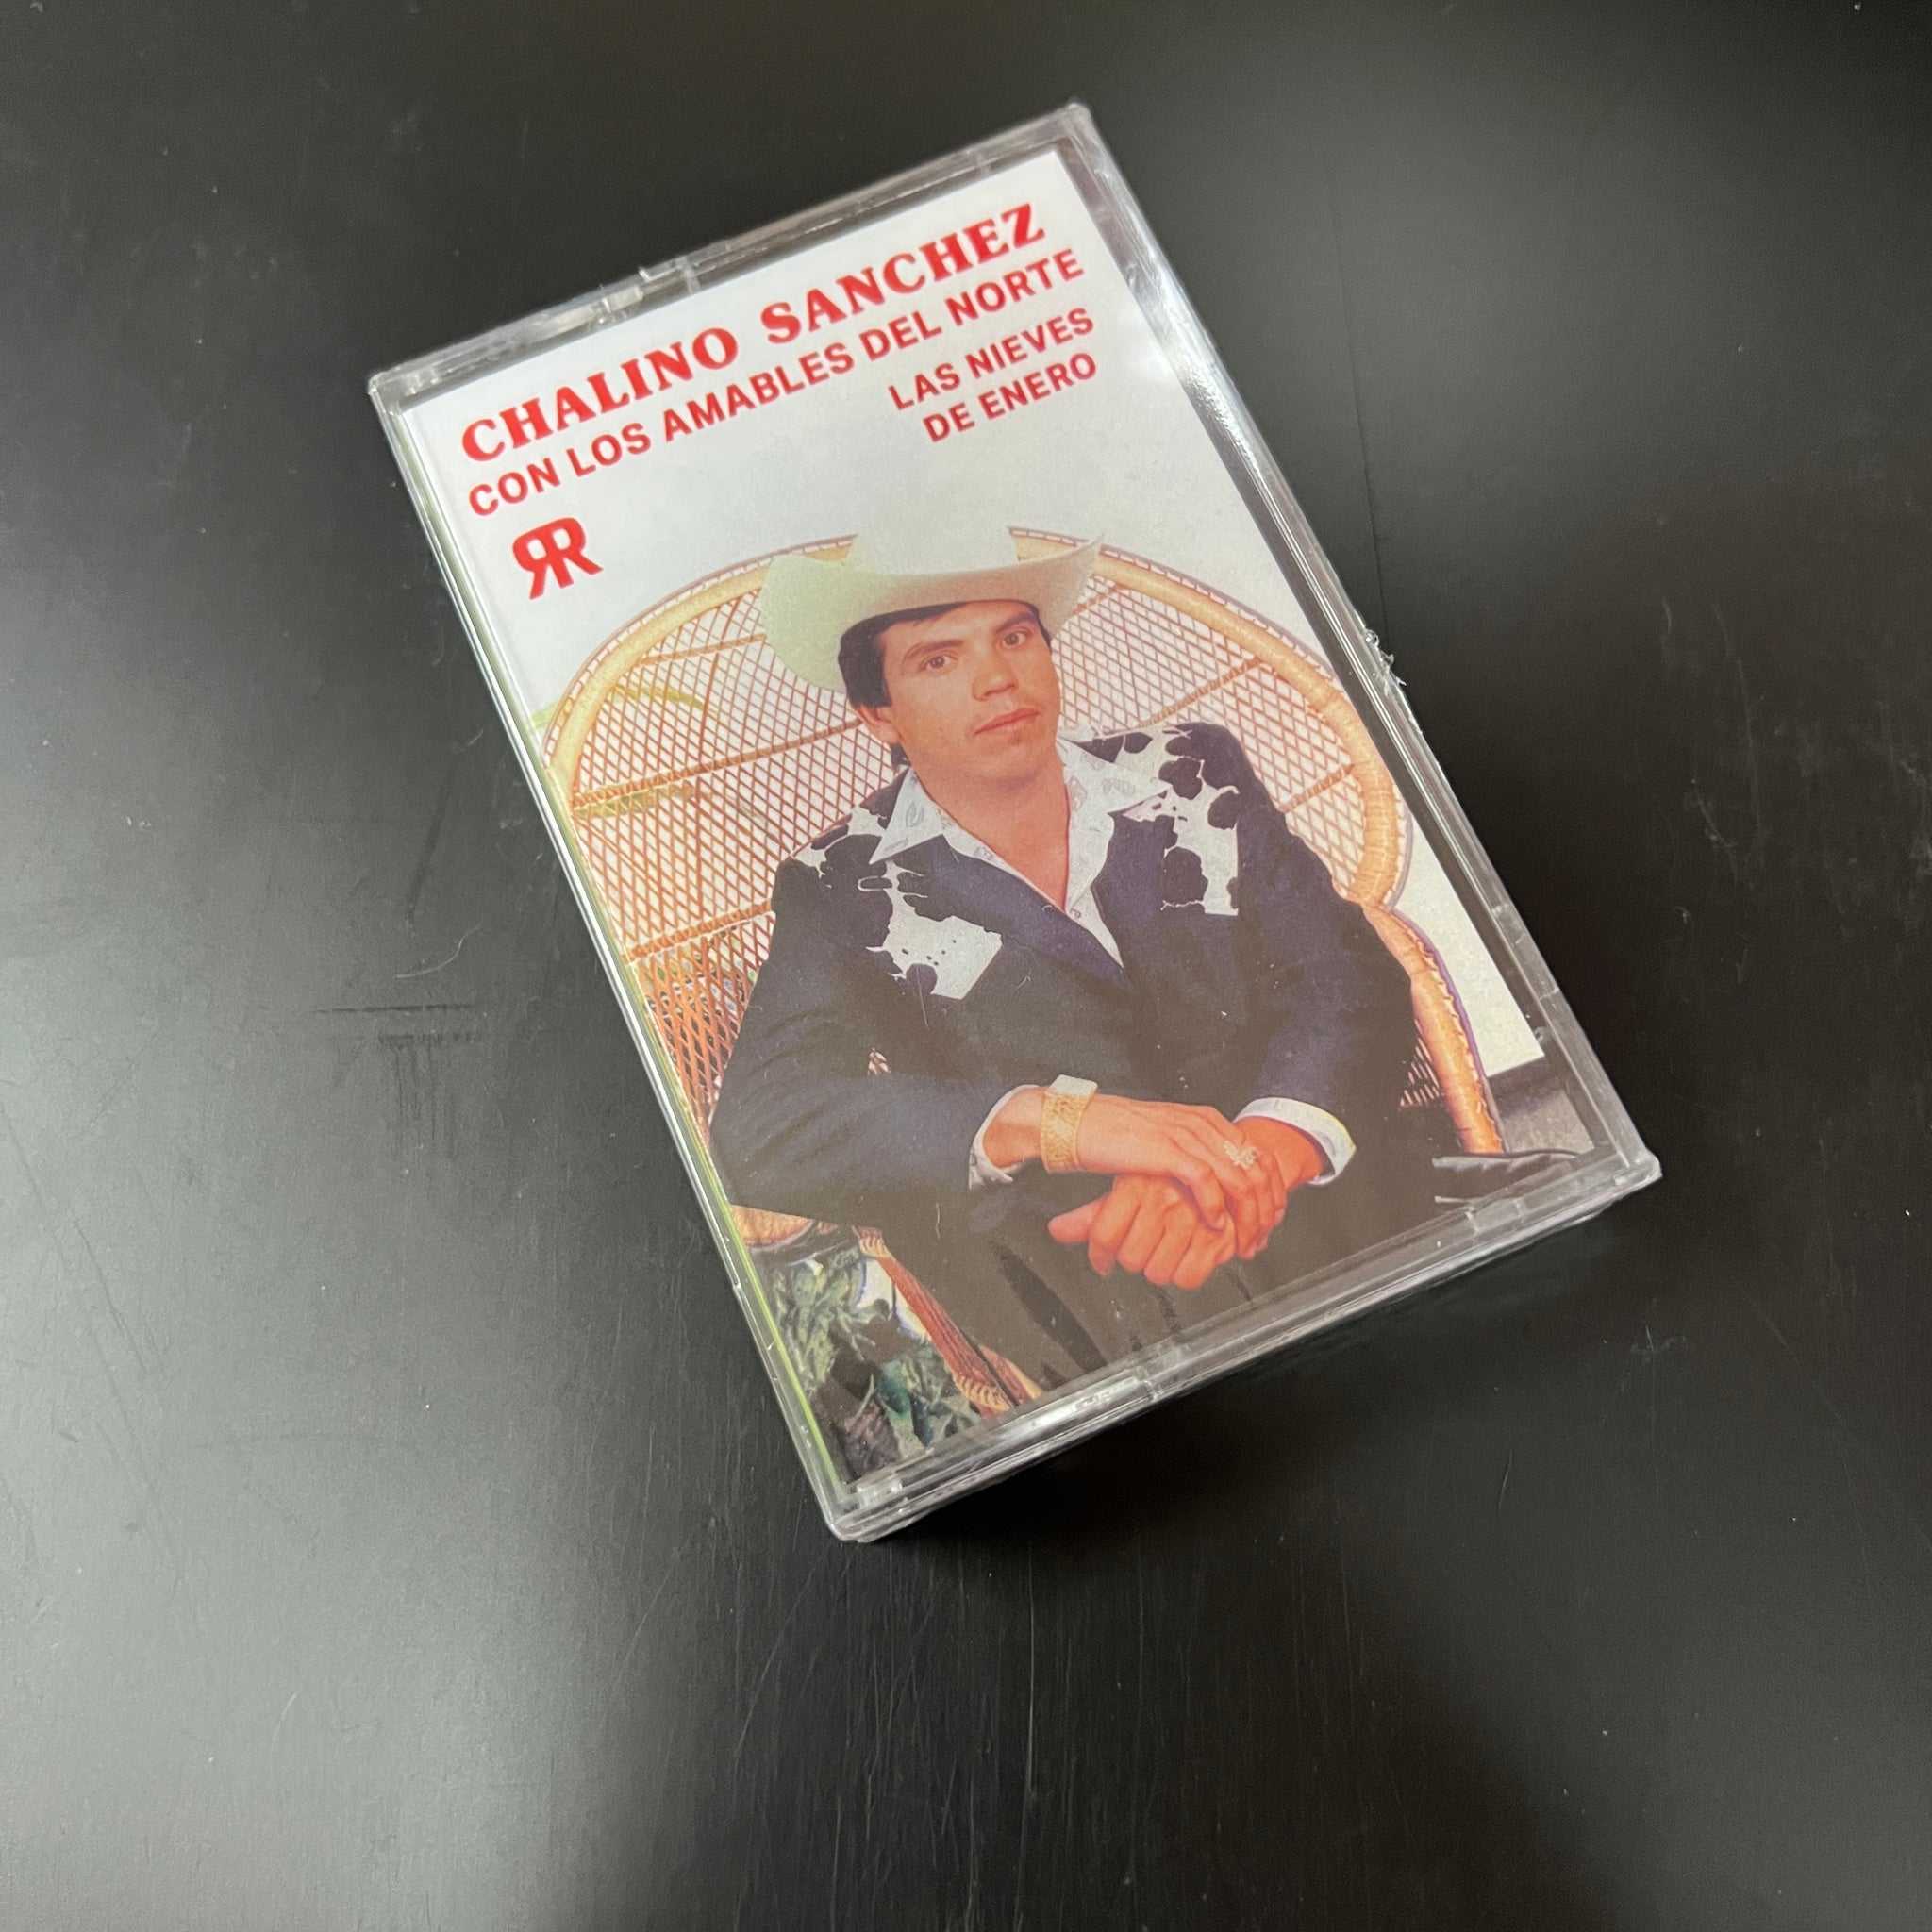 CHALINO SANCHEZ
CON LOS AMABLES DEL NORTE
LAS NIEVES
DE ENERO
RR